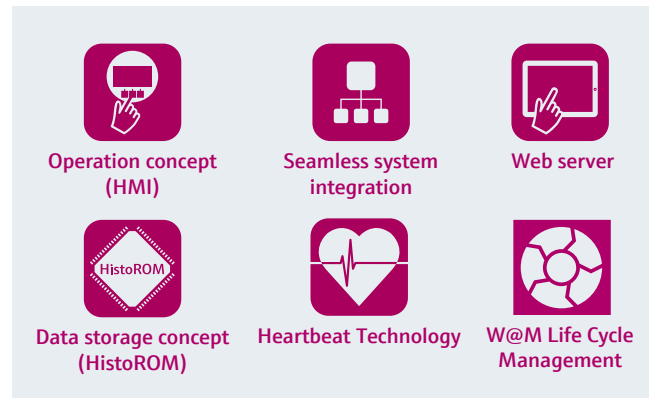 Operation concept
(HMI)
Seamless system
integration
Web server
HistoROM
Data storage concept
(HistoROM)
Heartbeat Technology
W@M Life Cycle
Management